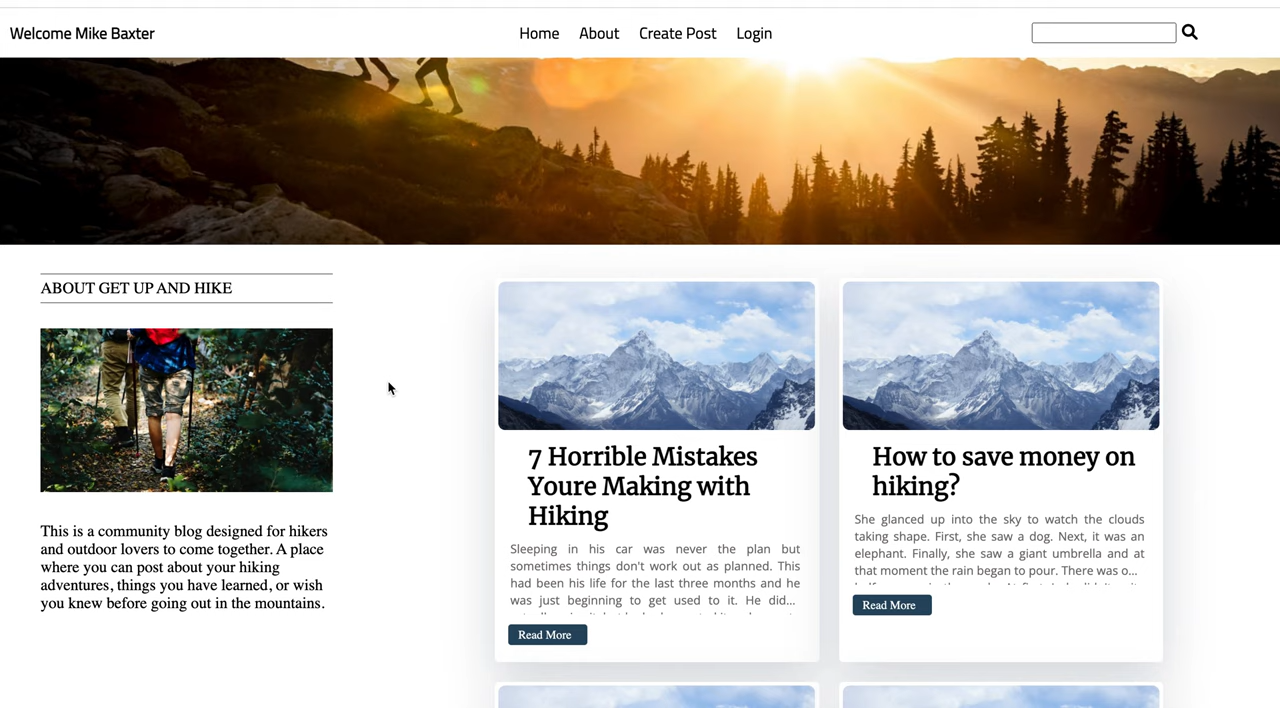 Welcome Mike Baxter
Home About Create Post Login
ABOUT GET UP AND HIKE
This is a community blog designed for hikers
and outdoor lovers to come together. A place
where you can post about your hiking
adventures, things you have learned, or wish
you knew before going out in the mountains.
7 Horrible Mistakes
Youre Making with
Hiking
Sleeping in his car was never the plan but
sometimes things don't work out as planned. This
had been his life for the last three months and he
was just beginning to get used to it. He did...
Read More
How to save money on
hiking?
She glanced up into the sky to watch the clouds
taking shape. First, she saw a dog. Next, it was an
elephant. Finally, she saw a giant umbrella and at
that moment the rain began to pour. There was o...
Read More